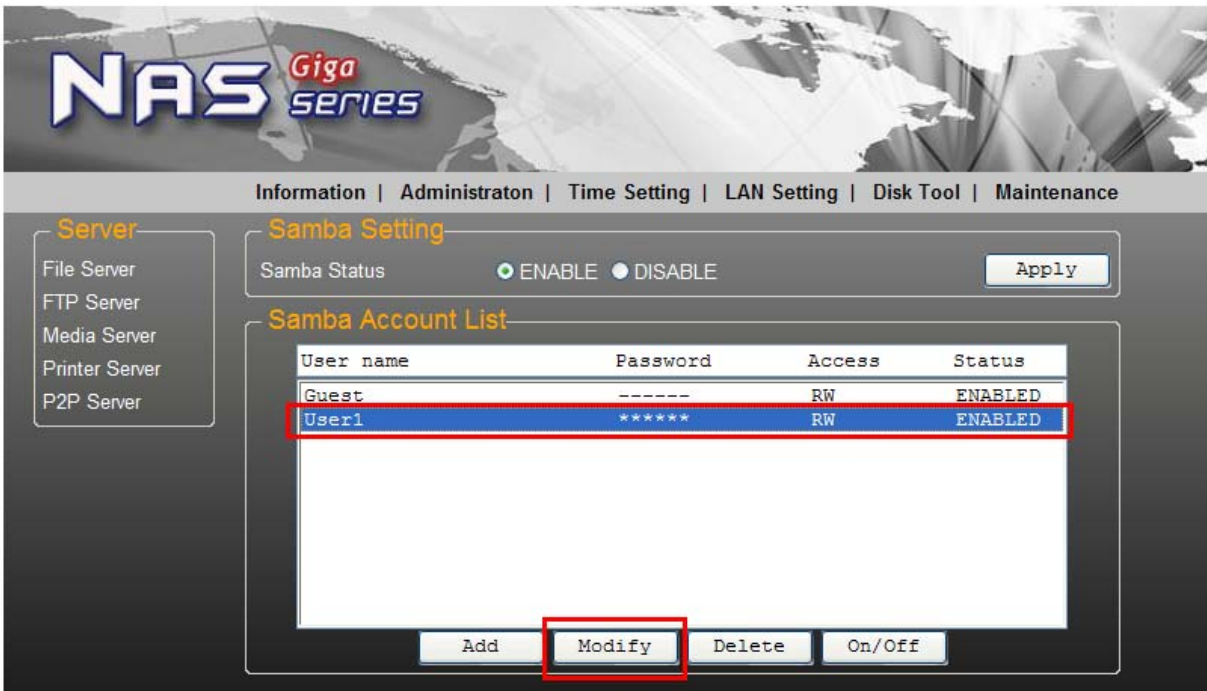 NAS Giga series
Information | Administraton | Time Setting | LAN Setting | Disk Tool | Maintenance
Server
File Server
FTP Server
Media Server
Printer Server
P2P Server
Samba Setting
Samba Status ENABLE DISABLE Apply
Samba Account List
User name Password Access Status
Guest ------ RW ENABLED
User1 ****** RW ENABLED
Add Modify Delete On/Off